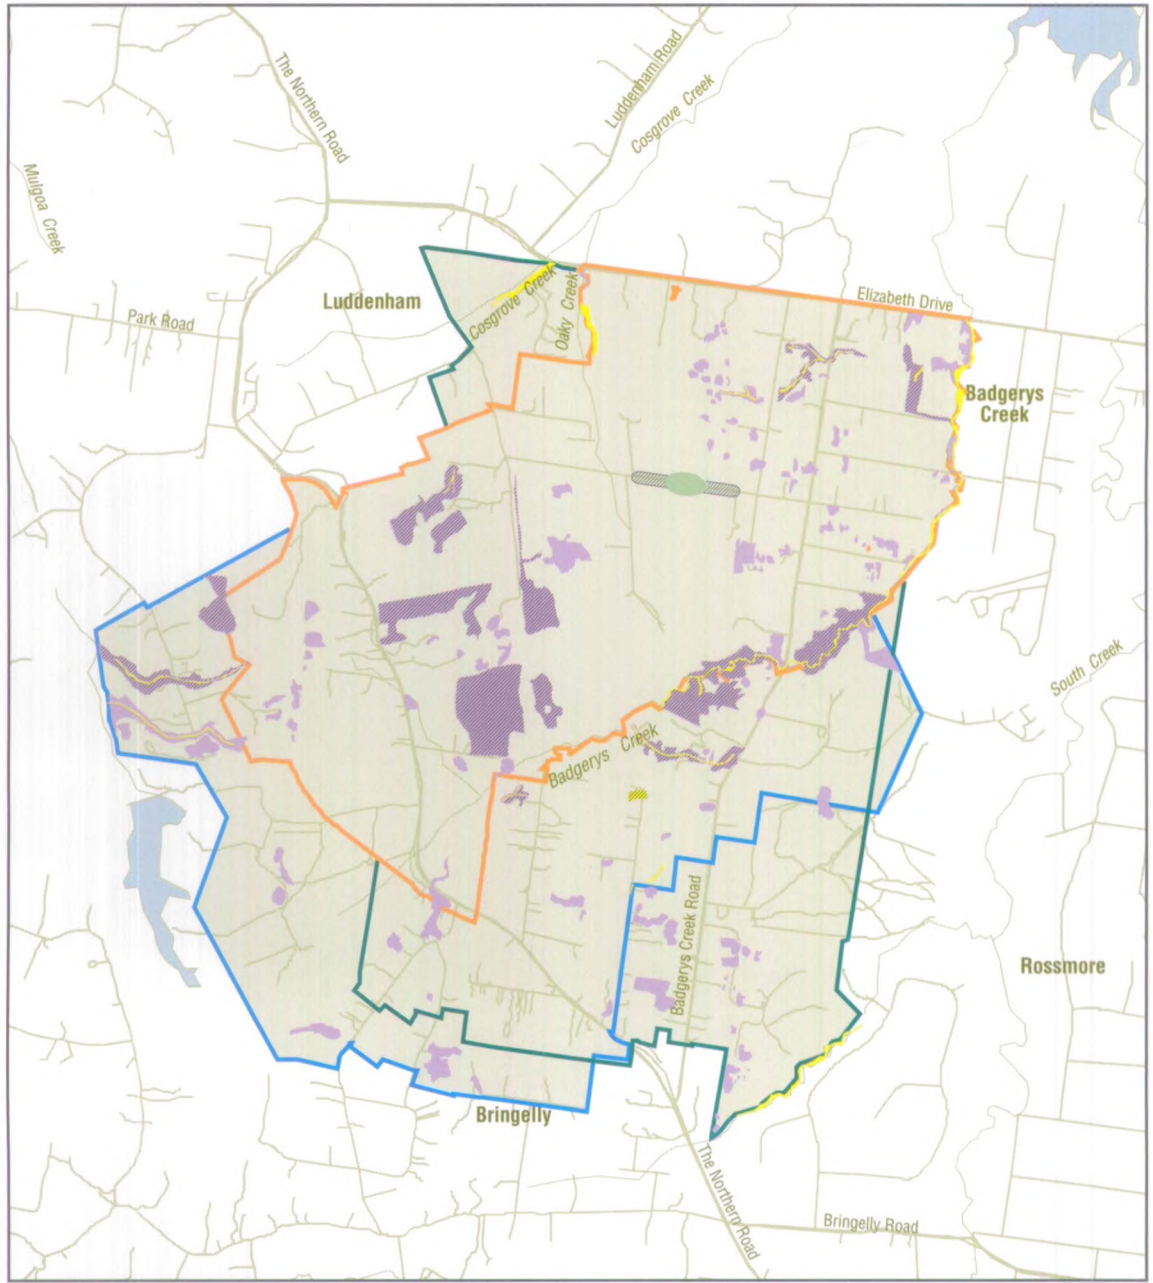 The Northern Road
Luddenham Road
Cosgrove Creek
Mulgoa Creek
Luddenham
Cosgrove Creek
Oaky Creek
Elizabeth Drive
Park Road
Badgerys
Creek
South Creek
Badgerys Creek
Badgerys Creek Road
Rossmore
Bringelly
The Northern Road
Bringelly Road